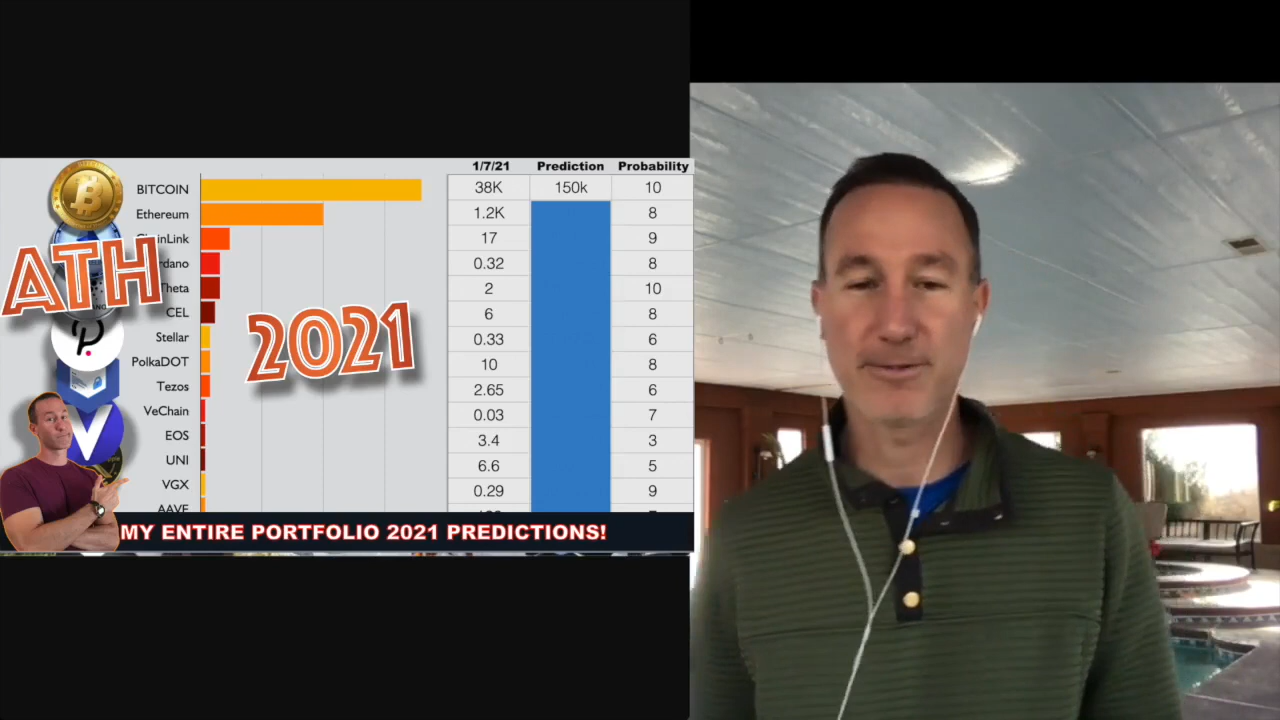 1/7/21 Prediction Probability
BITCOIN 38K 150k 10
Ethereum 1.2K 8
ChainLink 17 9
rdano 0.32 8
Theta 2 10
CEL 6 8
Stellar 0.33 6
PolkaDOT 10 8
Tezos 2.65 6
VeChain 0.03 7
EOS 3.4 3
UNI 6.6 5
VGX 0.29 9
AAVE
ATH
2021
MY ENTIRE PORTFOLIO 2021 PREDICTIONS!